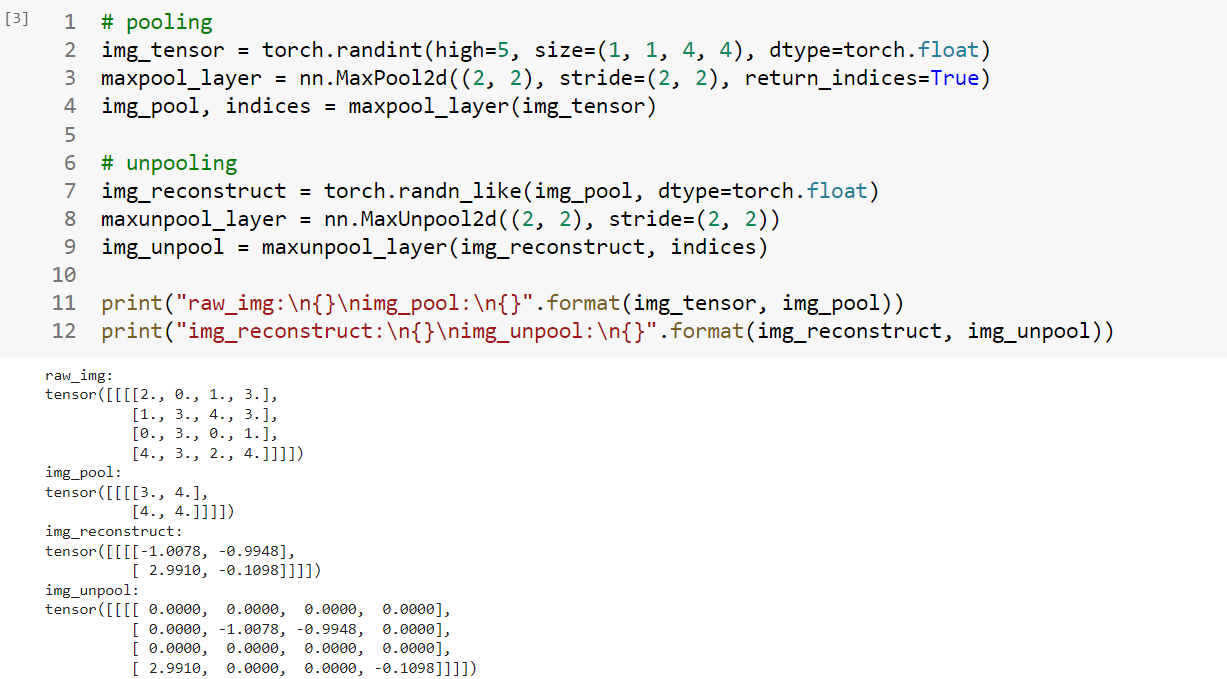 [3] 1 # pooling
2 img_tensor = torch.randint(high=5, size=(1, 1, 4, 4), dtype=torch.float)
3 maxpool_layer = nn.MaxPool2d((2, 2), stride=(2, 2), return_indices=True)
4 img_pool, indices = maxpool_layer(img_tensor)
5
6 # unpooling
7 img_reconstruct = torch.randn_like(img_pool, dtype=torch.float)
8 maxunpool_layer = nn.MaxUnpool2d((2, 2), stride=(2, 2))
9 img_unpool = maxunpool_layer(img_reconstruct, indices)
10
11 print("raw_img:\n{}\nimg_pool:\n{}".format(img_tensor, img_pool))
12 print("img_reconstruct:\n{}\nimg_unpool:\n{}".format(img_reconstruct, img_unpool))
raw_img:
tensor([[[[2., 0., 1., 3.],
          [1., 3., 4., 3.],
          [0., 3., 0., 1.],
          [4., 3., 2., 4.]]]])
img_pool:
tensor([[[[3., 4.],
          [4., 4.]]]])
img_reconstruct:
tensor([[[[-1.0078, -0.9948],
          [ 2.9910, -0.1098]]]])
img_unpool:
tensor([[[[ 0.0000,  0.0000,  0.0000,  0.0000],
          [ 0.0000, -1.0078, -0.9948,  0.0000],
          [ 0.0000,  0.0000,  0.0000,  0.0000],
          [ 2.9910,  0.0000,  0.0000, -0.1098]]]])